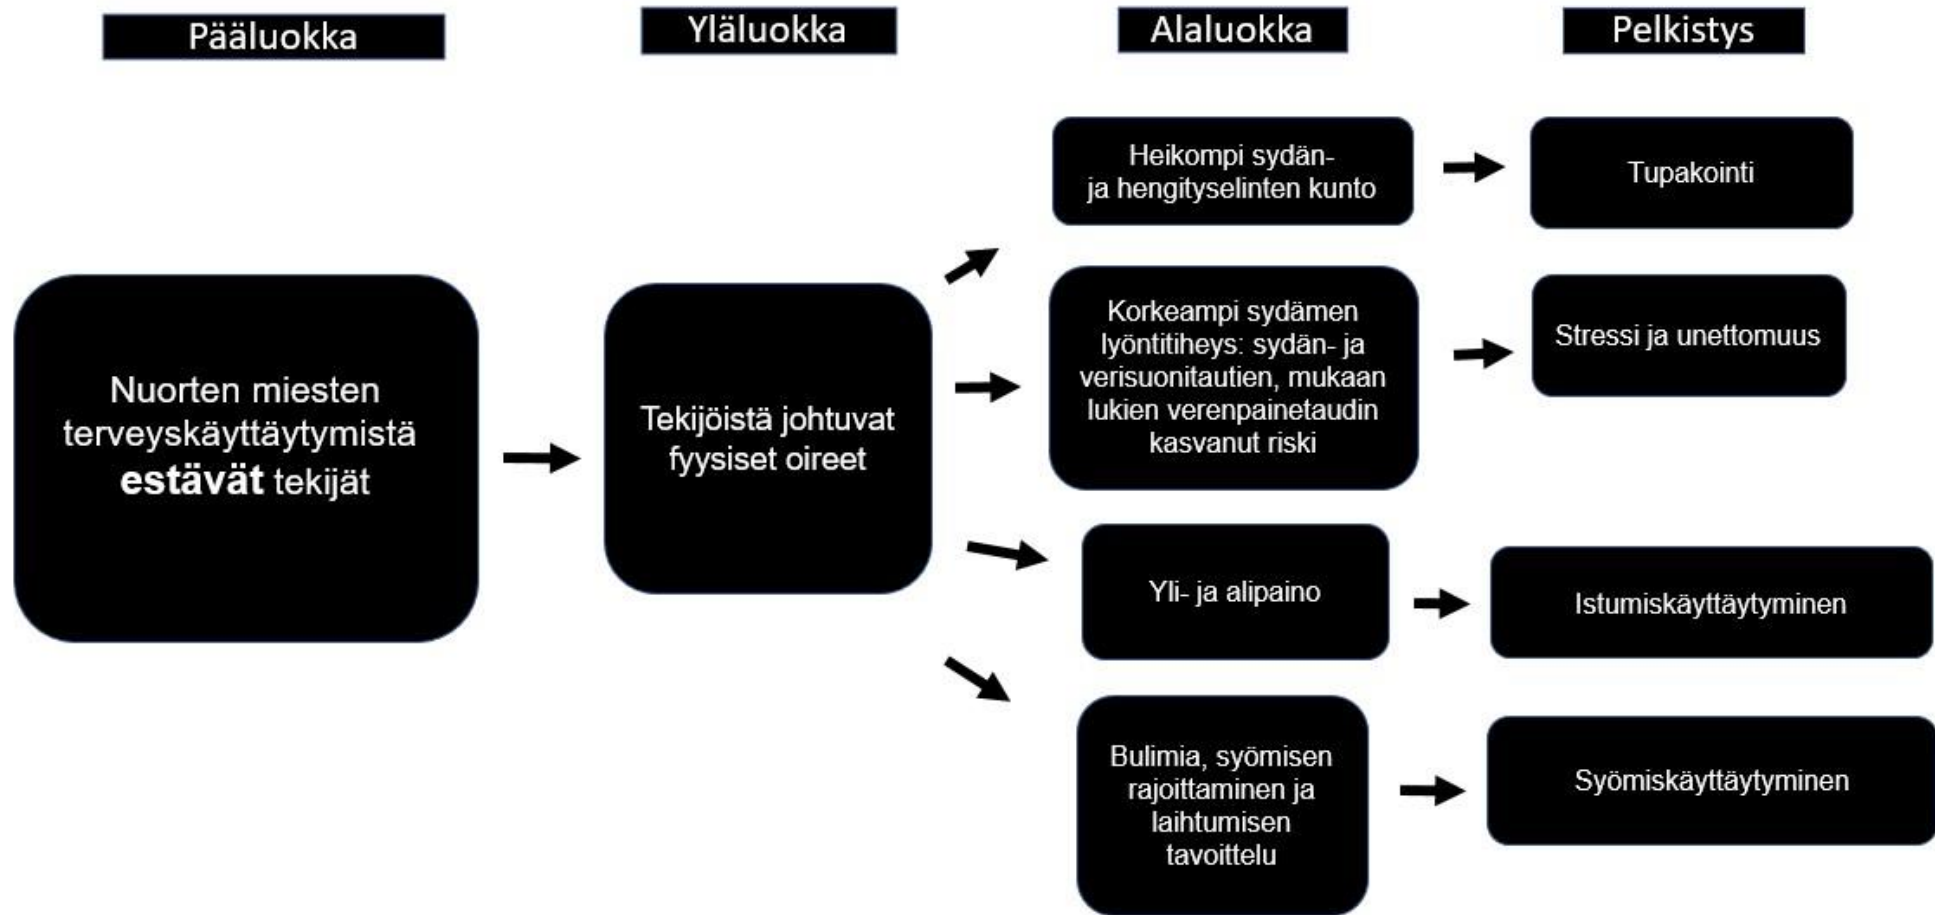 Pääluokka
Yläluokka
Alaluokka
Pelkistys
Nuorten miesten
terveyskäyttäytymistä
estävät tekijät
Tekijöistä johtuvat
fyysiset oireet
Heikompi sydän-
ja hengityselinten kunto
Tupakointi
Korkeampi sydämen
lyöntitiheys: sydän- ja
verisuonitautien, mukaan
lukien verenpainetaudin
kasvanut riski
Stressi ja unettomuus
Yli- ja alipaino
Istumiskäyttäytyminen
Bulimia, syömisen
rajoittaminen ja
laihtumisen
tavoittelu
Syömiskäyttäytyminen